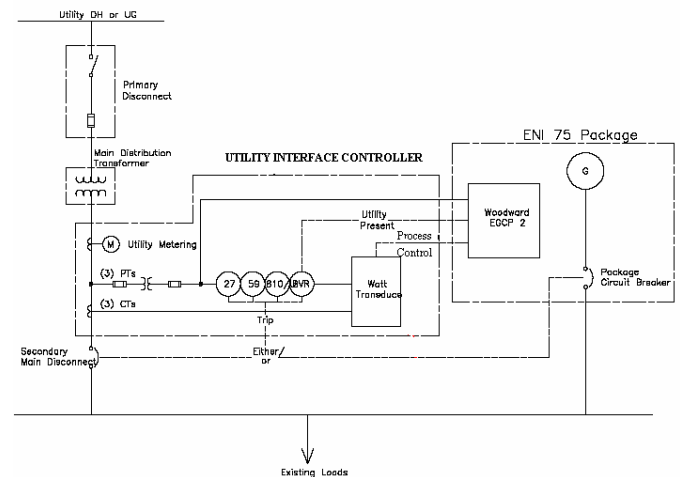 Utility OH or UG
Primary
Disconnect
ENI 75 Package
Main Distribution
Transformer
UTILITY INTERFACE CONTROLLER
G
Woodward
EGCP 2
Utility
Present
M
Utility Metering
Process
Control
Package
Circuit Breaker
(3) PTs
27
59
810/
VR
Watt
Transduce
(3) CTs
Trip
Secondary
Main Disconnect
Either/
or
Existing Loads